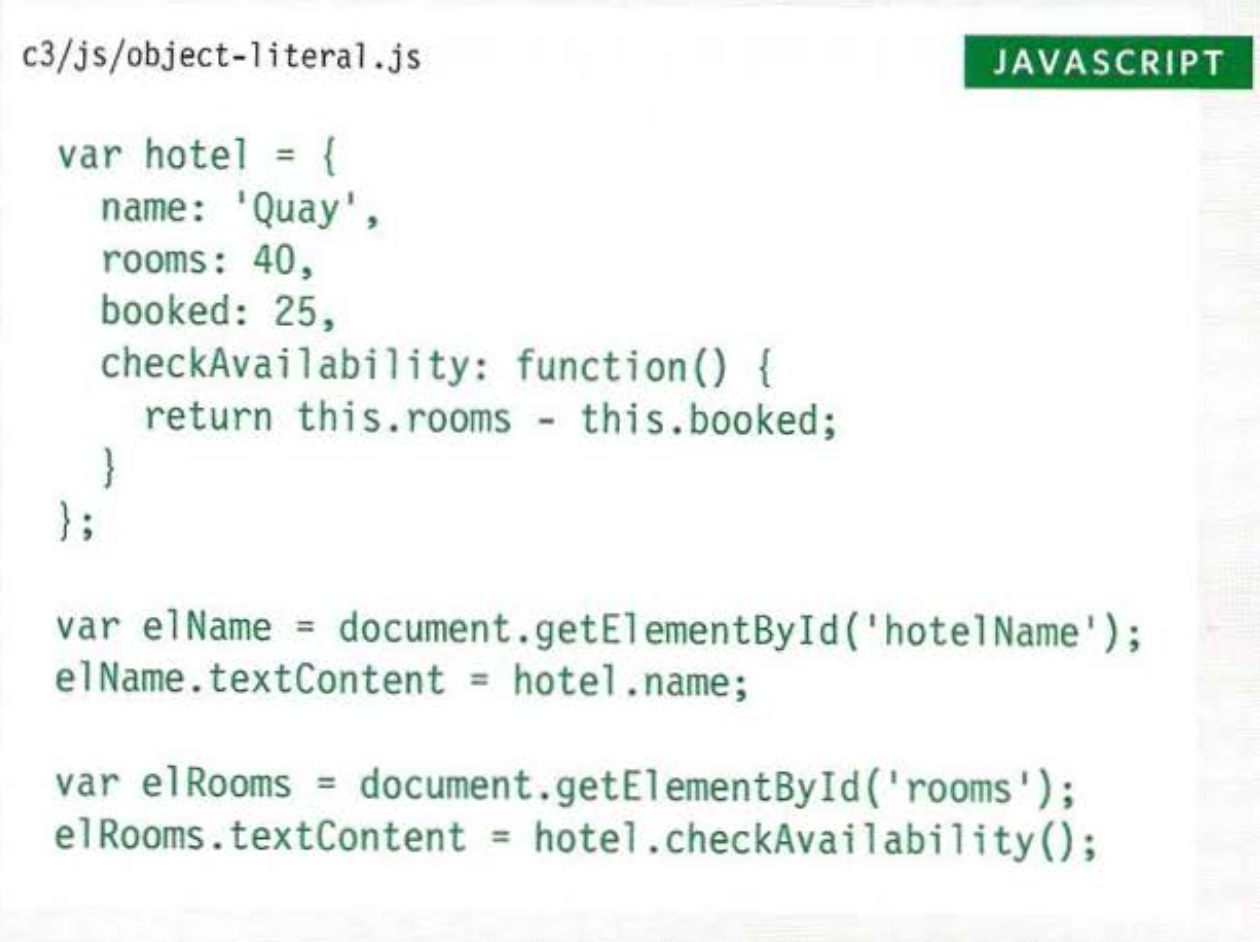 c3/js/object-literal.js
JAVASCRIPT
var hotel = {
  name: 'Quay',
  rooms: 40,
  booked: 25,
  checkAvailability: function() {
    return this.rooms - this.booked;
  }
};

var elName = document.getElementById('hotelName');
elName.textContent = hotel.name;

var elRooms = document.getElementById('rooms');
elRooms.textContent = hotel.checkAvailability();